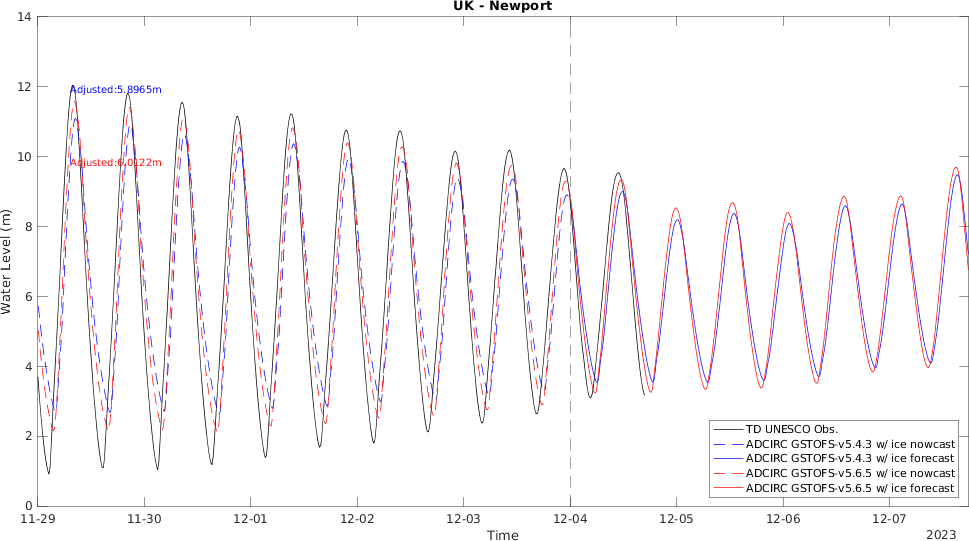 UK - Newport
14
12
10
8
6
4
2
0
Water Level (m)
Adjusted:5.8965m
Adjusted:6.0122m
11-29
11-30
12-01
12-02
12-03
12-04
12-05
12-06
12-07
Time
2023
TD UNESCO Obs.
ADCIRC GSTOFS-v5.4.3 w/ ice nowcast
ADCIRC GSTOFS-v5.4.3 w/ ice forecast
ADCIRC GSTOFS-v5.6.5 w/ ice nowcast
ADCIRC GSTOFS-v5.6.5 w/ ice forecast